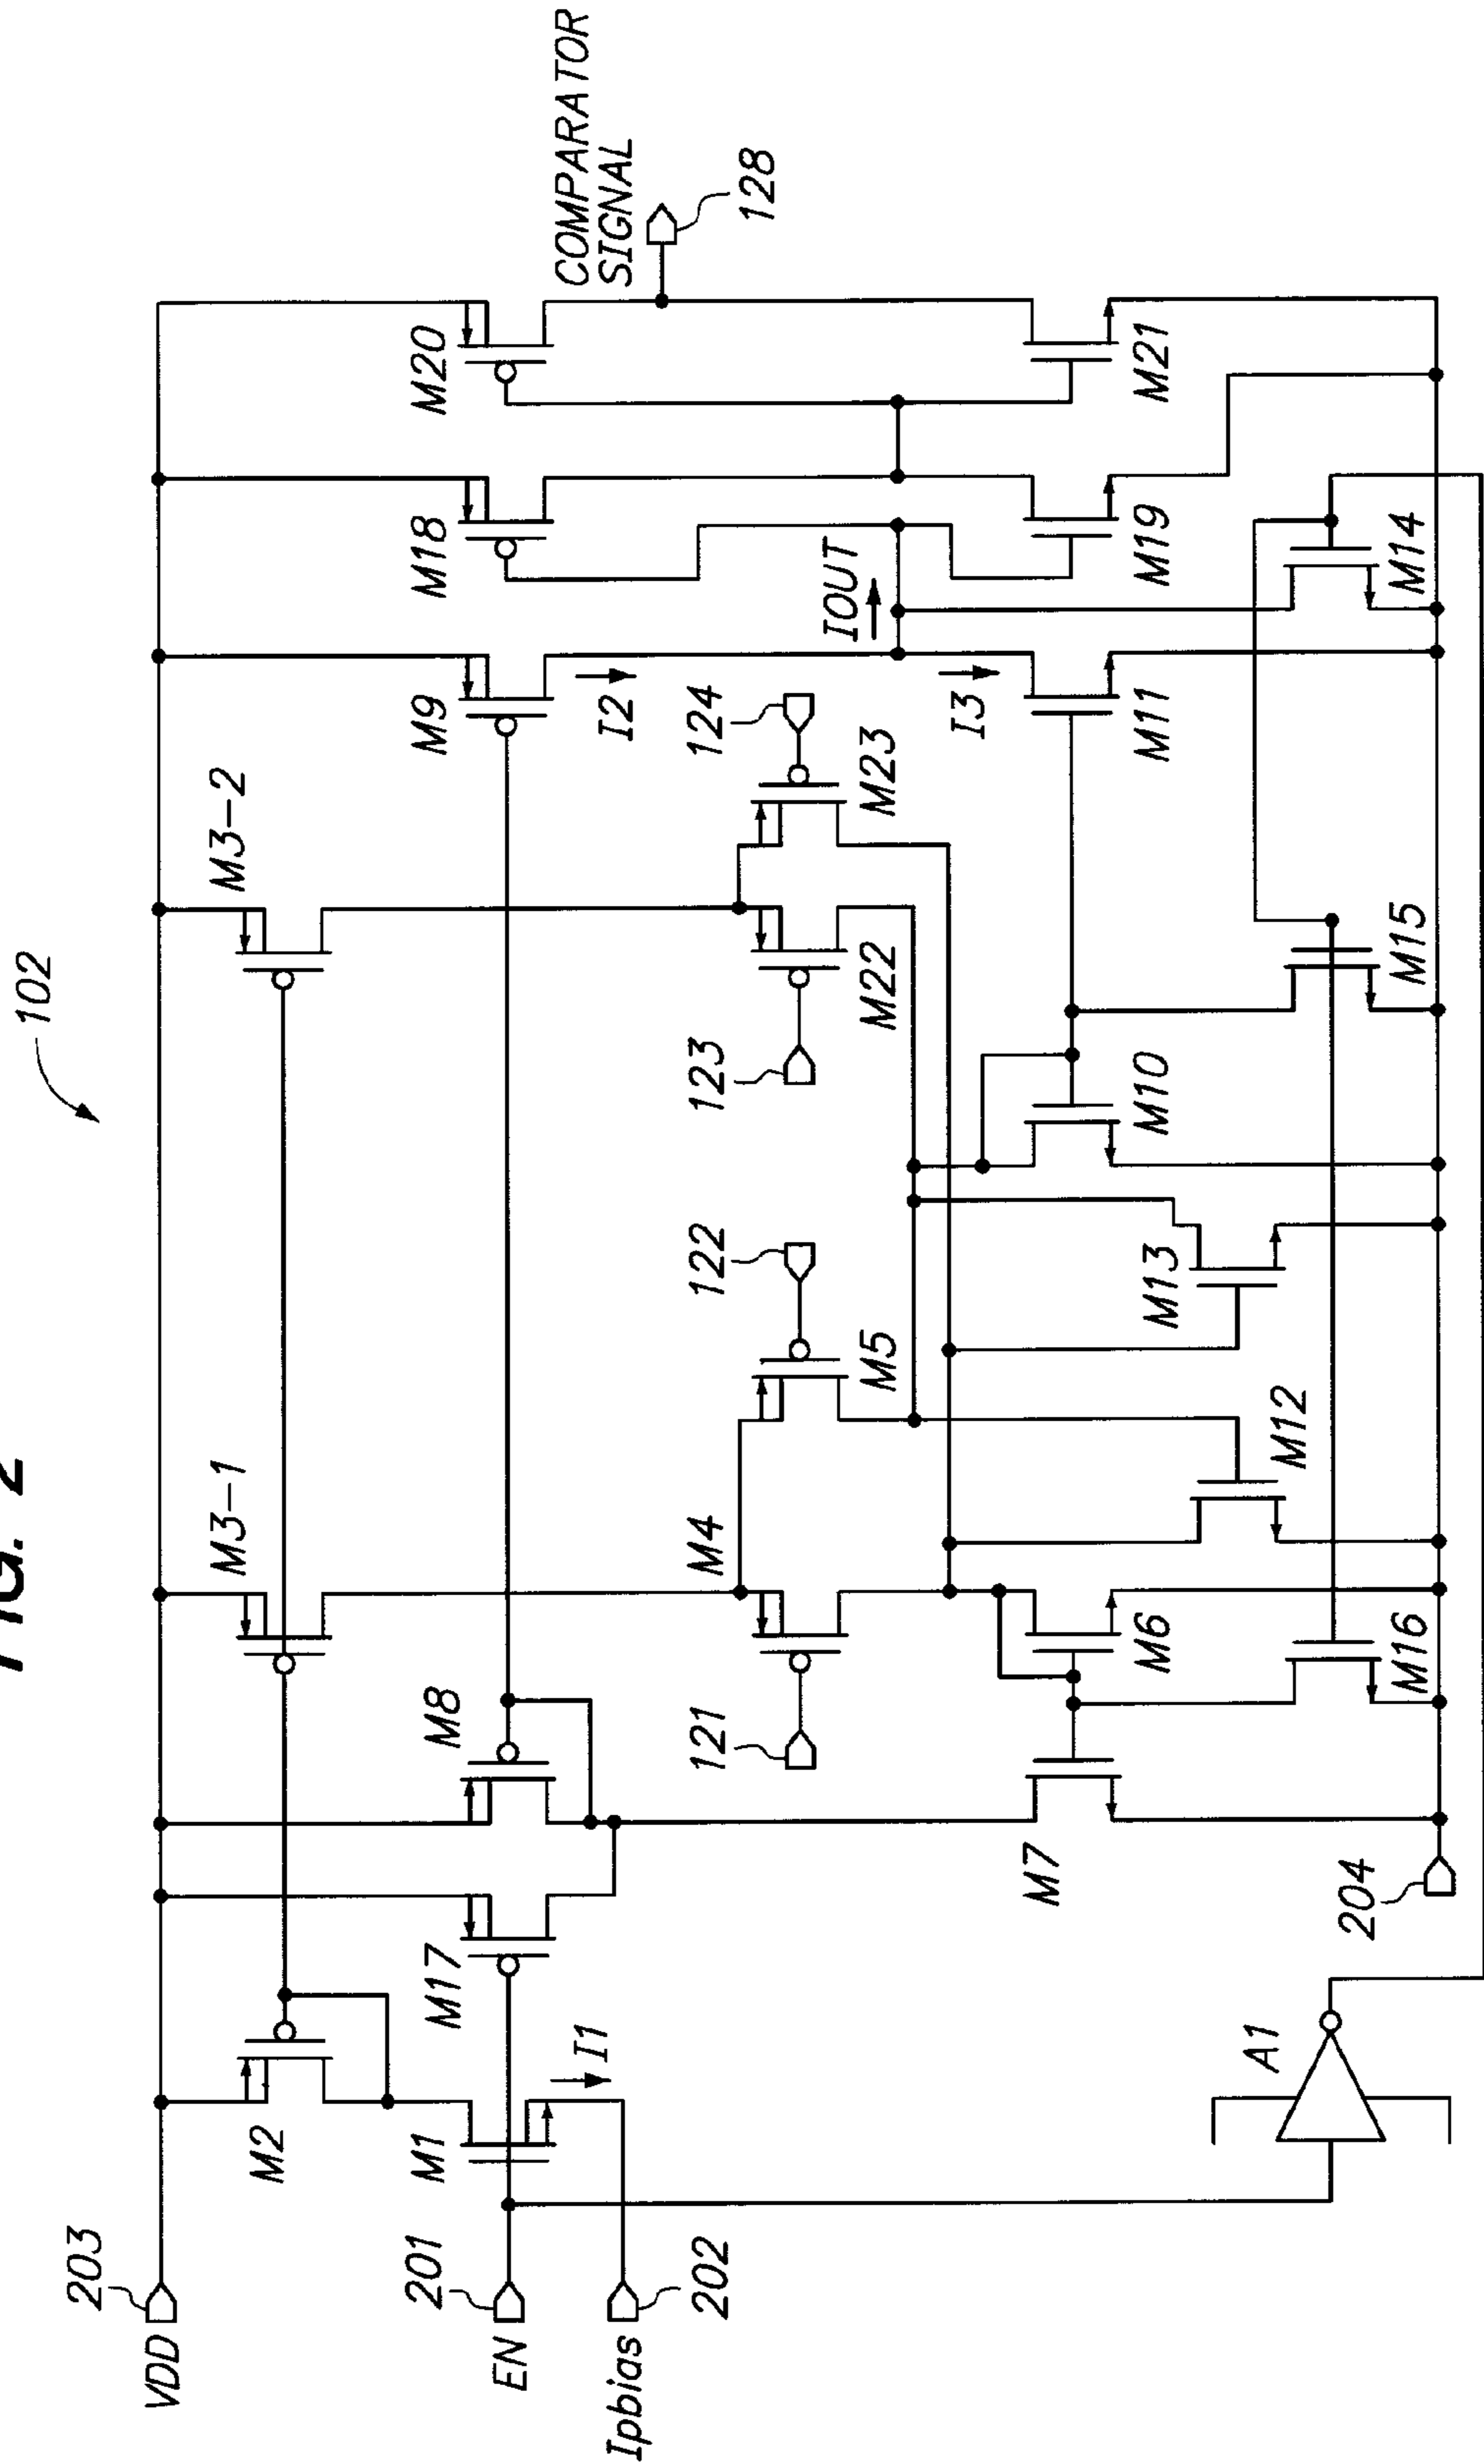 FIG. 2
102
203
VDD
M2
M3-1
M3-2
201
EN
M1
M17
M8
M9
M18
M20
I1
I2
Ipbias
202
COMPARATOR
SIGNAL
128
121
M4
122
M5
123
M22
124
M23
IOUT
I3
M7
M6
M10
M11
M19
M21
M12
M13
M16
M15
M14
204
A1